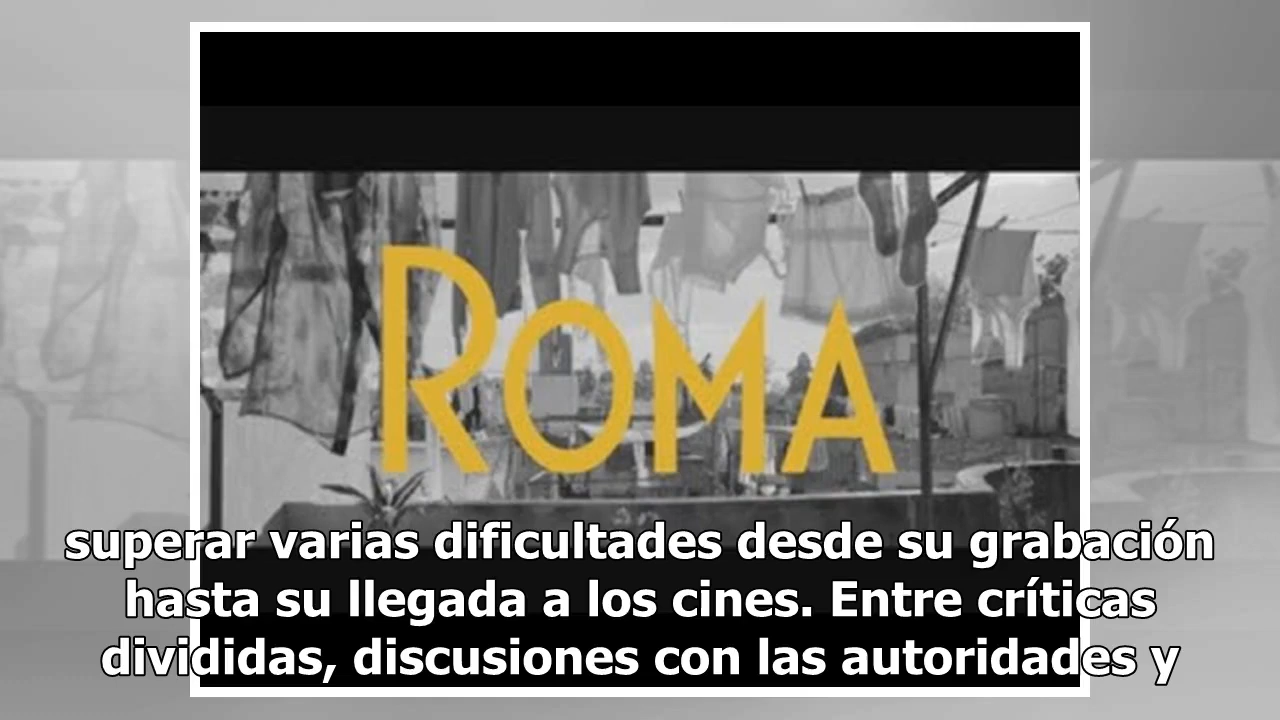 ROMA
superar varias dificultades desde su grabación
hasta su llegada a los cines. Entre críticas
divididas, discusiones con las autoridades y